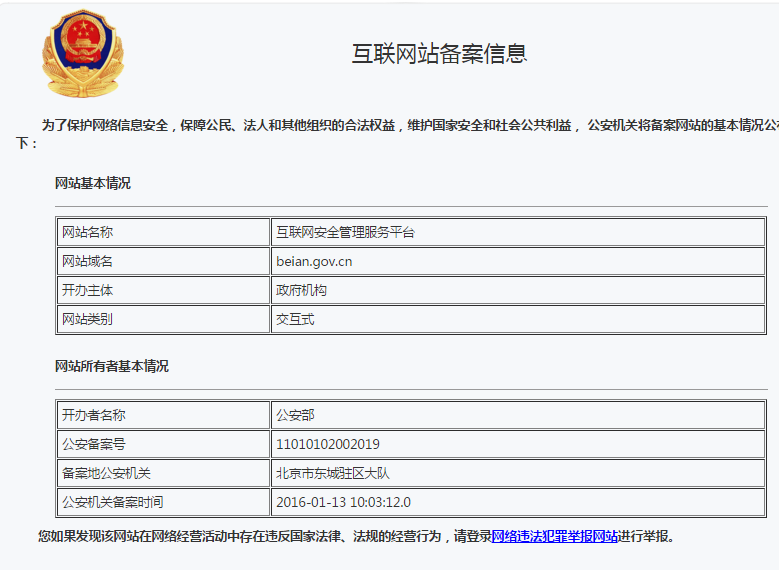 互联网站备案信息
为了保护网络信息安全，保障公民、法人和其他组织的合法权益，维护国家安全和社会公共利益， 公安机关将备案网站的基本情况公
下：
网站基本情况
网站名称 互联网安全管理服务平台
网站域名 beian.gov.cn
开办主体 政府机构
网站类别 交互式
网站所有者基本情况
开办者名称 公安部
公安备案号 11010102002019
备案地公安机关 北京市东城驻区大队
公安机关备案时间 2016-01-13 10:03:12.0
您如果发现该网站在网络经营活动中存在违反国家法律、法规的经营行为，请登录网络违法犯罪举报网站进行举报。